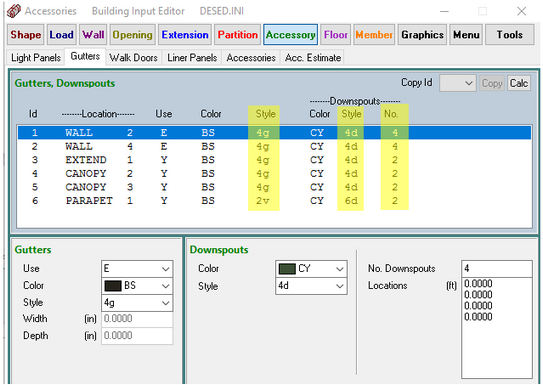 Accessories Building Input Editor DESED.INI
Shape Load Wall Opening Extension Partition Accessory Floor Member Graphics Menu Tools
Light Panels Gutters Walk Doors Liner Panels Accessories Acc. Estimate
Gutters, Downspouts Copy Id Copy Calc
--------Downspouts--------
Id --------Location------- Use Color Style Color Style No.
1 WALL 2 E BS 4g CY 4d 4
2 WALL 4 E BS 4g CY 4d 4
3 EXTEND 1 Y BS 4g CY 4d 2
4 CANOPY 2 Y BS 4g CY 4d 2
5 CANOPY 3 Y BS 4g CY 4d 2
6 PARAPET 1 Y BS 2v CY 6d 2
Gutters
Use E
Color BS
Style 4g
Width (in) 0.0000
Depth (in) 0.0000
Downspouts
Color CY
Style 4d
No. Downspouts 4
Locations (ft) 0.0000
0.0000
0.0000
0.0000